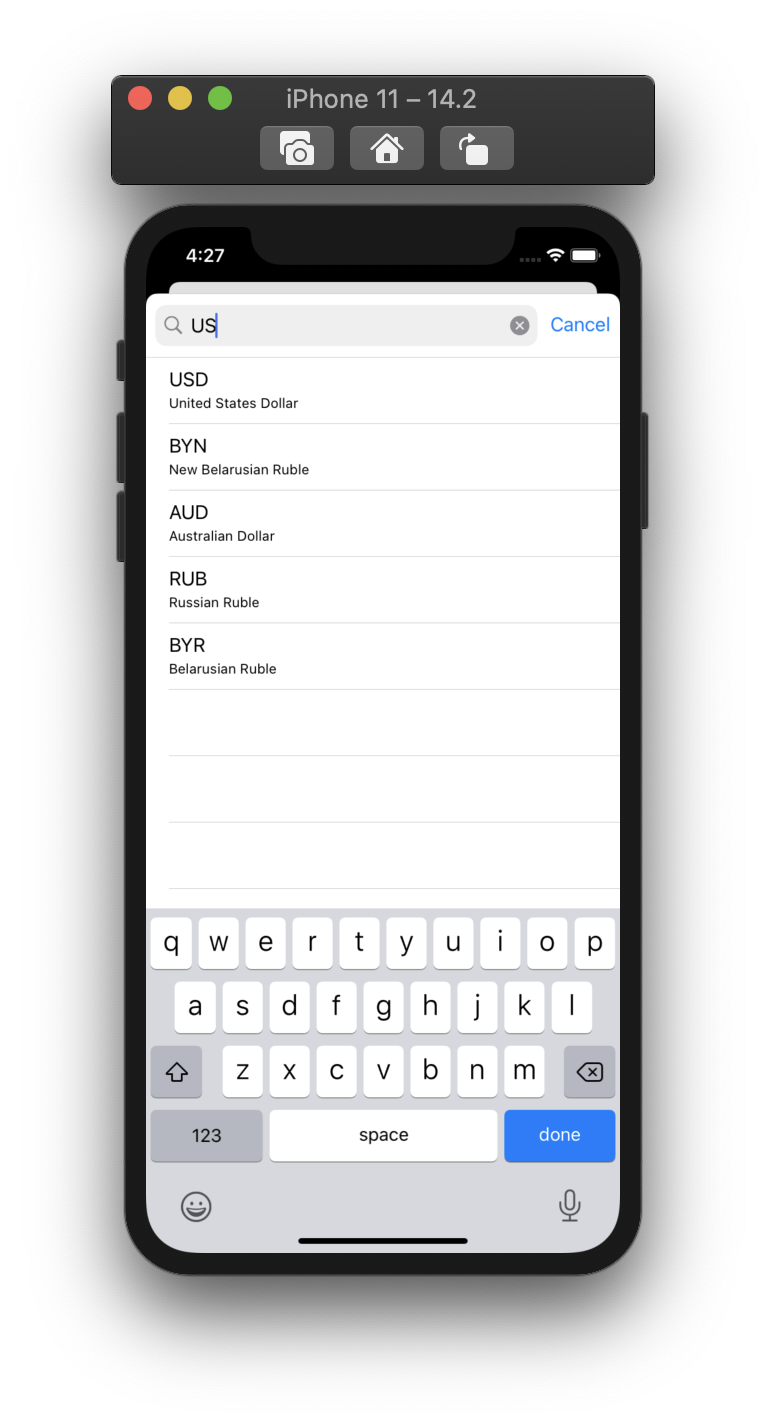 iPhone 11 – 14.2
4:27
US
Cancel
USD
United States Dollar
BYN
New Belarusian Ruble
AUD
Australian Dollar
RUB
Russian Ruble
BYR
Belarusian Ruble
q w e r t y u i o p
a s d f g h j k l
z x c v b n m
123 space done